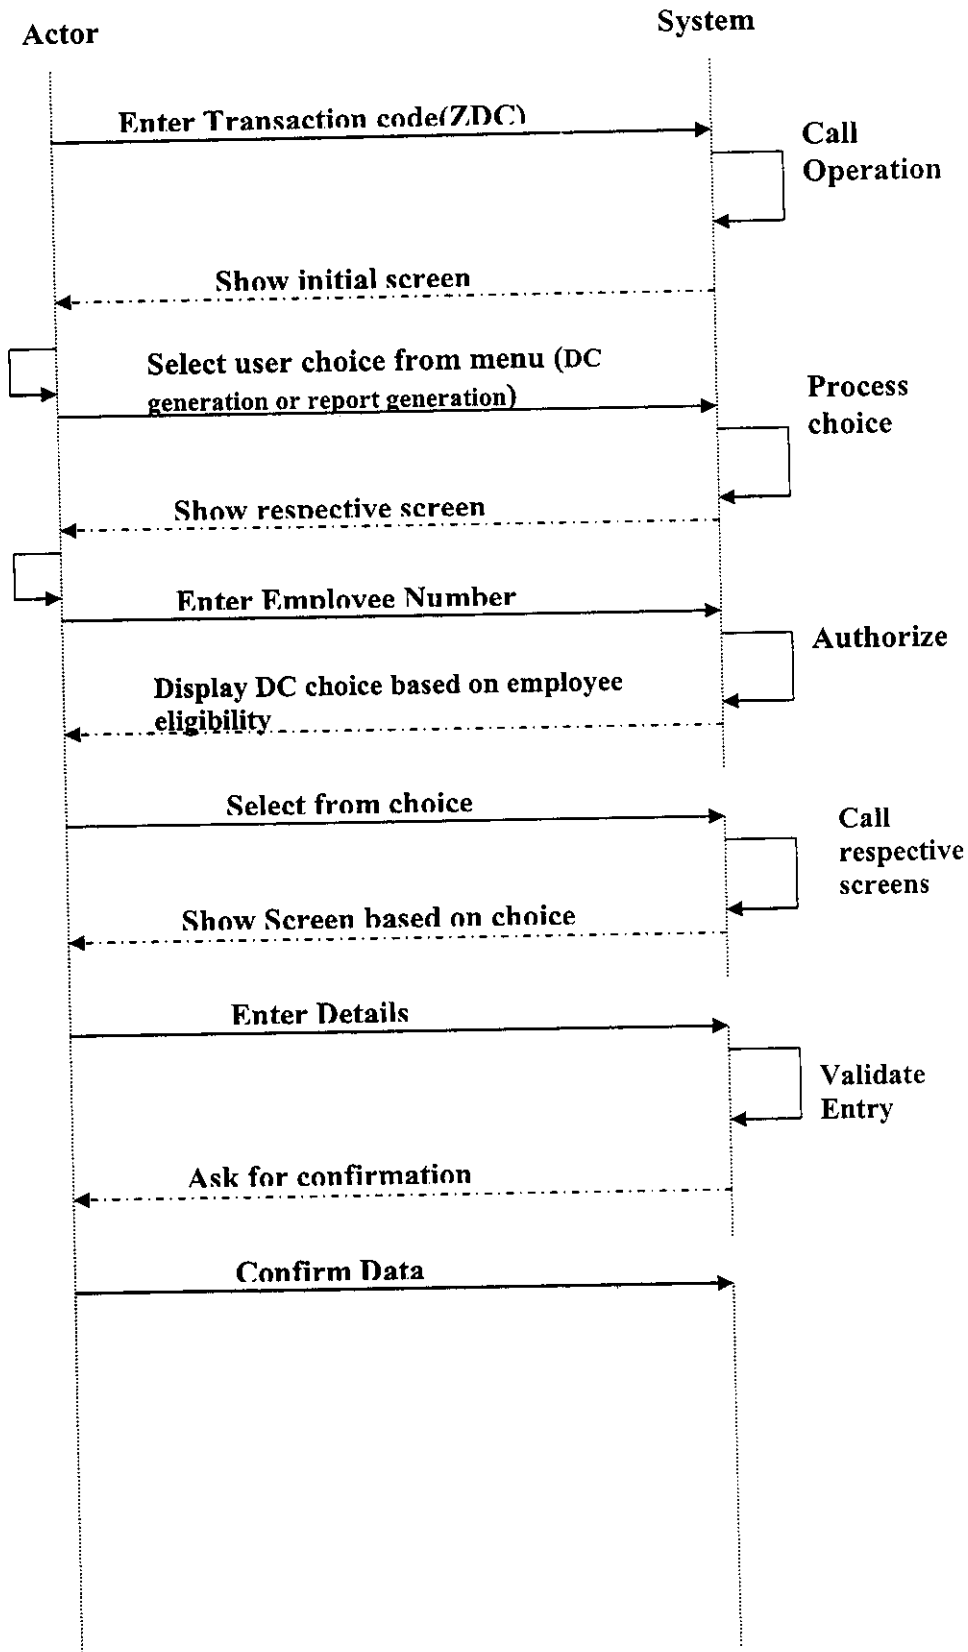 Actor
System
Enter Transaction code(ZDC)
Call
Operation
Show initial screen
Select user choice from menu (DC
generation or report generation)
Process
choice
Show respective screen
Enter Employee Number
Authorize
Display DC choice based on employee
eligibility
Select from choice
Call
respective
screens
Show Screen based on choice
Enter Details
Validate
Entry
Ask for confirmation
Confirm Data